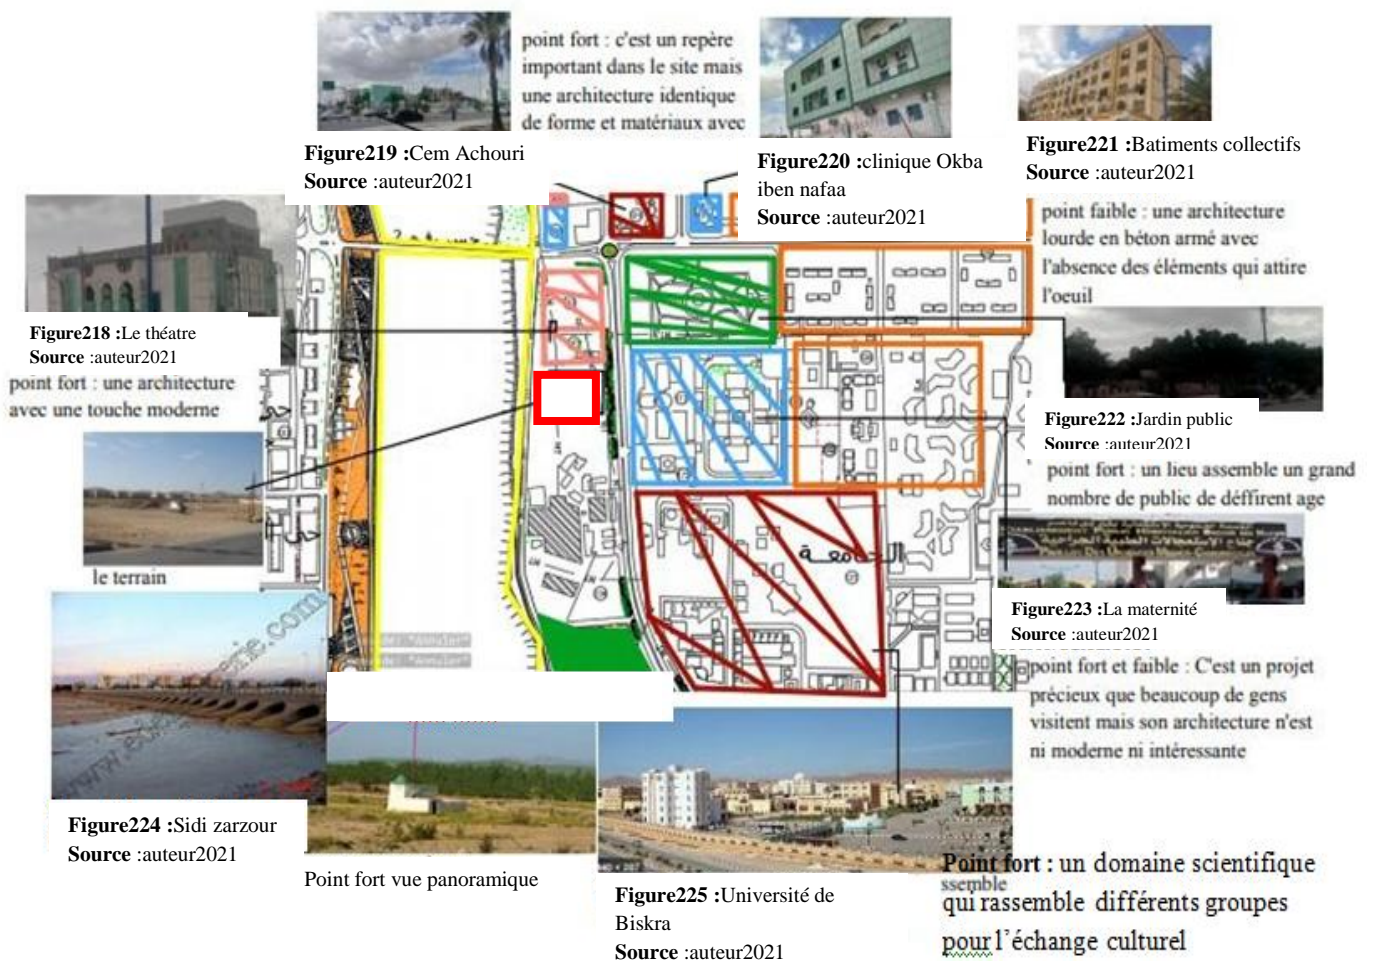 point fort : c'est un repère
important dans le site mais
une architecture identique
de forme et matériaux avec
Figure219 :Cem Achouri
Source :auteur2021
Figure220 :clinique Okba
iben nafaa
Source :auteur2021
Figure221 :Batiments collectifs
Source :auteur2021
point faible : une architecture
lourde en béton armé avec
l'absence des éléments qui attire
l'oeuil
Figure218 :Le théatre
Source :auteur2021
point fort : une architecture
avec une touche moderne
Figure222 :Jardin public
Source :auteur2021
point fort : un lieu assemble un grand
nombre de public de déffirent age
le terrain
الجامعة
Figure223 :La maternité
Source :auteur2021
point fort et faible : C'est un projet
précieux que beaucoup de gens
visitent mais son architecture n'est
ni moderne ni intéressante
Figure224 :Sidi zarzour
Source :auteur2021
Point fort vue panoramique
Figure225 :Université de
Biskra
Source :auteur2021
Point fort : un domaine scientifique
ssemble
qui rassemble différents groupes
pour l'échange culturel